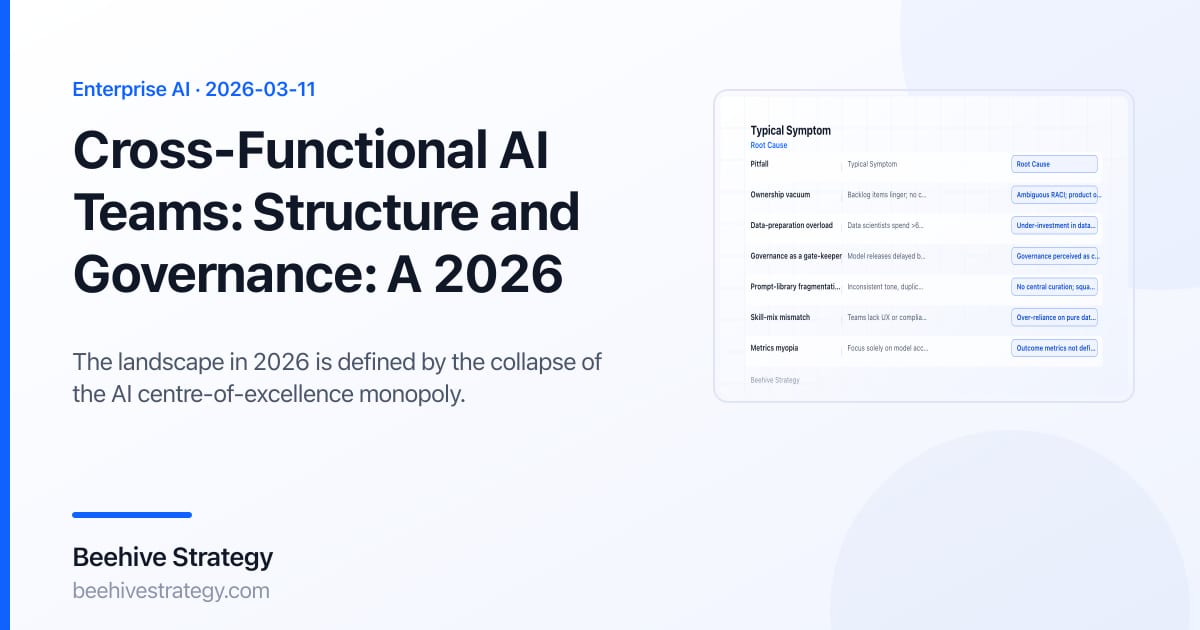 Enterprise AI · 2026-03-11
Cross-Functional AI
Teams: Structure and
Governance: A 2026
The landscape in 2026 is defined by the collapse of
the AI centre-of-excellence monopoly.
Beehive Strategy
beehivestrategy.com
Typical Symptom
Root Cause
Pitfall Typical Symptom Root Cause
Ownership vacuum Backlog items linger; no c... Ambiguous RACI; product o...
Data-preparation overload Data scientists spend >6... Under-investment in data...
Governance as a gate-keeper Model releases delayed b... Governance perceived as c...
Prompt-library fragmentati... Inconsistent tone, duplic... No central curation; squa...
Skill-mix mismatch Teams lack UX or complia... Over-reliance on pure dat...
Metrics myopia Focus solely on model acc... Outcome metrics not defi...
Beehive Strategy